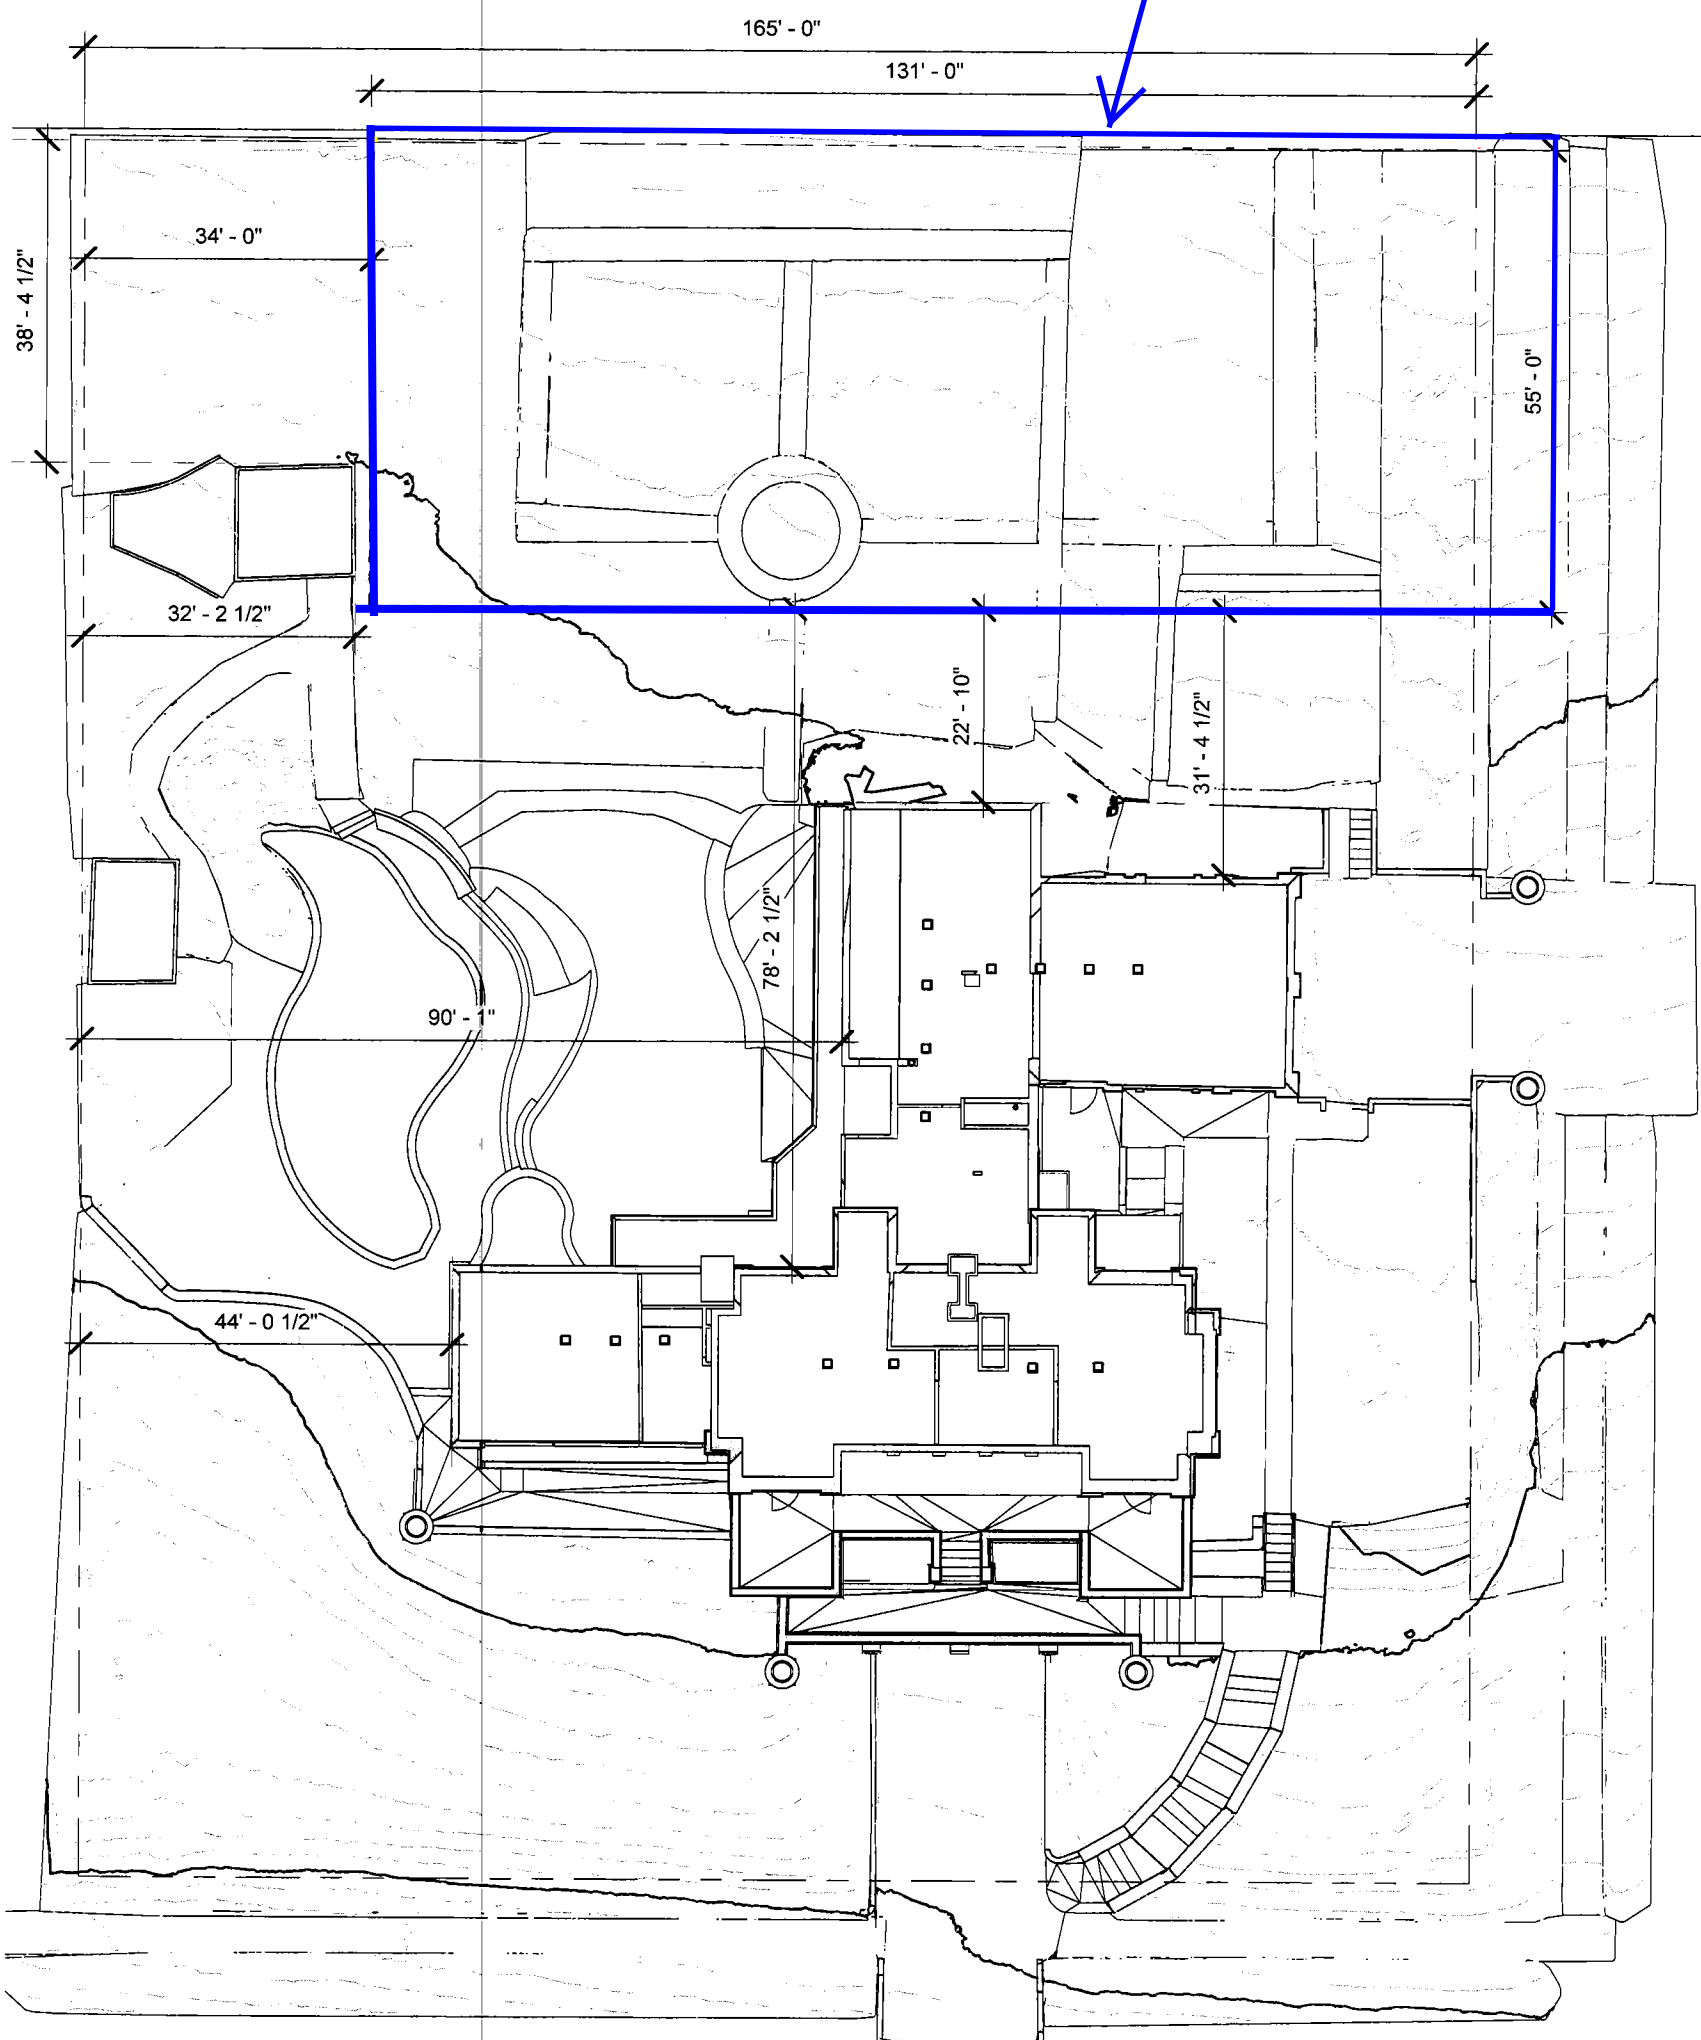 165' - 0"
131' - 0"
34' - 0"
38' - 4 1/2"
55' - 0"
32' - 2 1/2"
22' - 10"
31' - 4 1/2"
78' - 2 1/2"
90' - 1"
44' - 0 1/2"